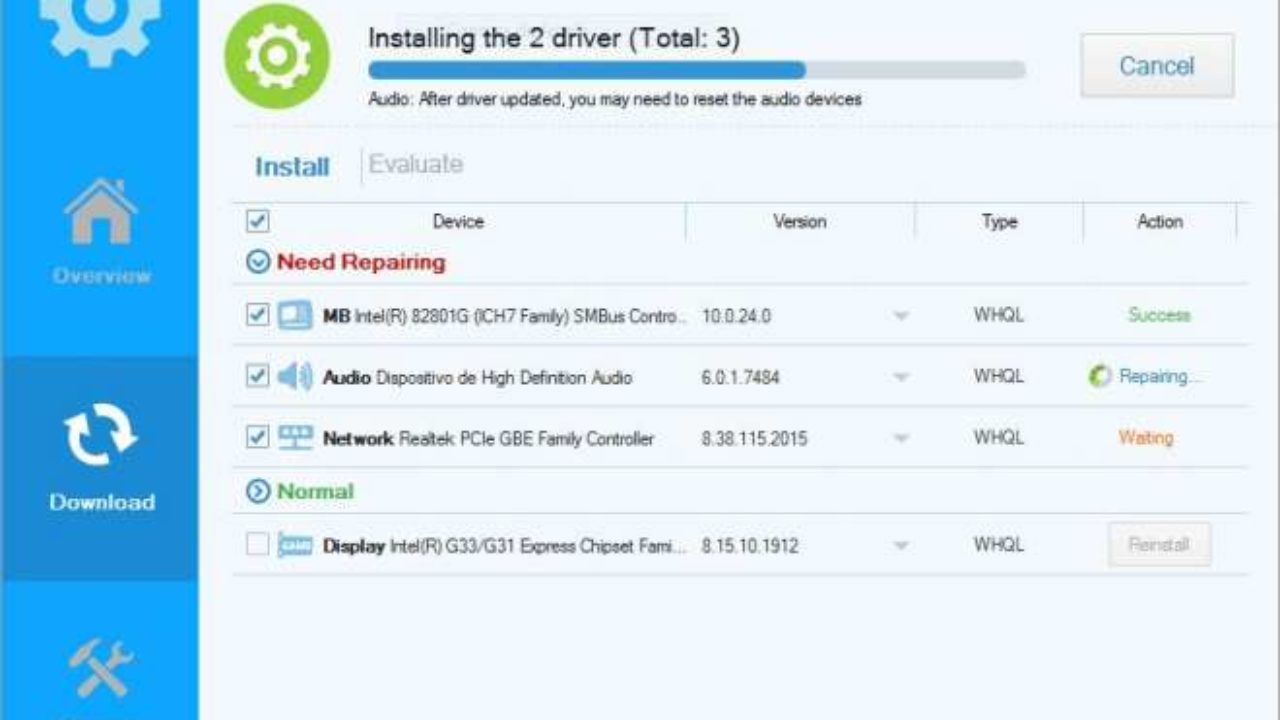 Installing the 2 driver (Total: 3)
Cancel
Audio: After driver updated, you may need to reset the audio devices
Install Evaluate
Device Version Type Action
Overview
Need Repairing
MB Intel(R) 82801G (ICH7 Family) SMBus Contro... 10.0.24.0 WHQL Success
Audio Dispositivo de High Definition Audio 6.0.1.7484 WHQL Repairing...
Network Realtek PCIe GBE Family Controller 8.38.115.2015 WHQL Waiting
Download
Normal
Display Intel(R) G33/G31 Express Chipset Fami... 8.15.10.1912 WHQL Reinstall